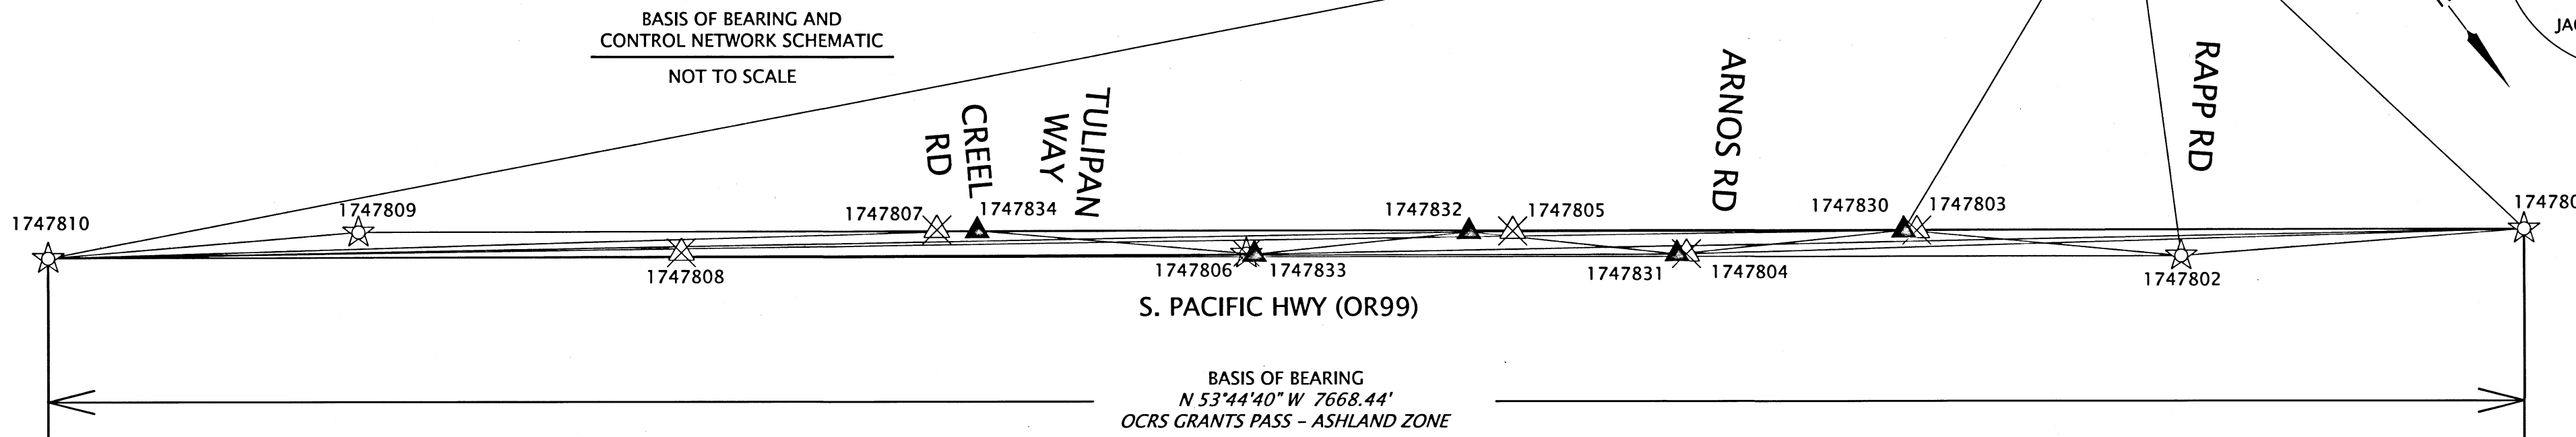 BASIS OF BEARING AND
CONTROL NETWORK SCHEMATIC
NOT TO SCALE
CREEL
RD
TULIPAN
WAY
ARNOS RD
RAPP RD
1747810
1747809
1747807
1747834
1747832
1747805
1747830
1747803
1747808
1747806
1747833
1747831
1747804
1747802
S. PACIFIC HWY (OR99)
BASIS OF BEARING
N 53°44'40" W 7668.44'
OCRS GRANTS PASS – ASHLAND ZONE